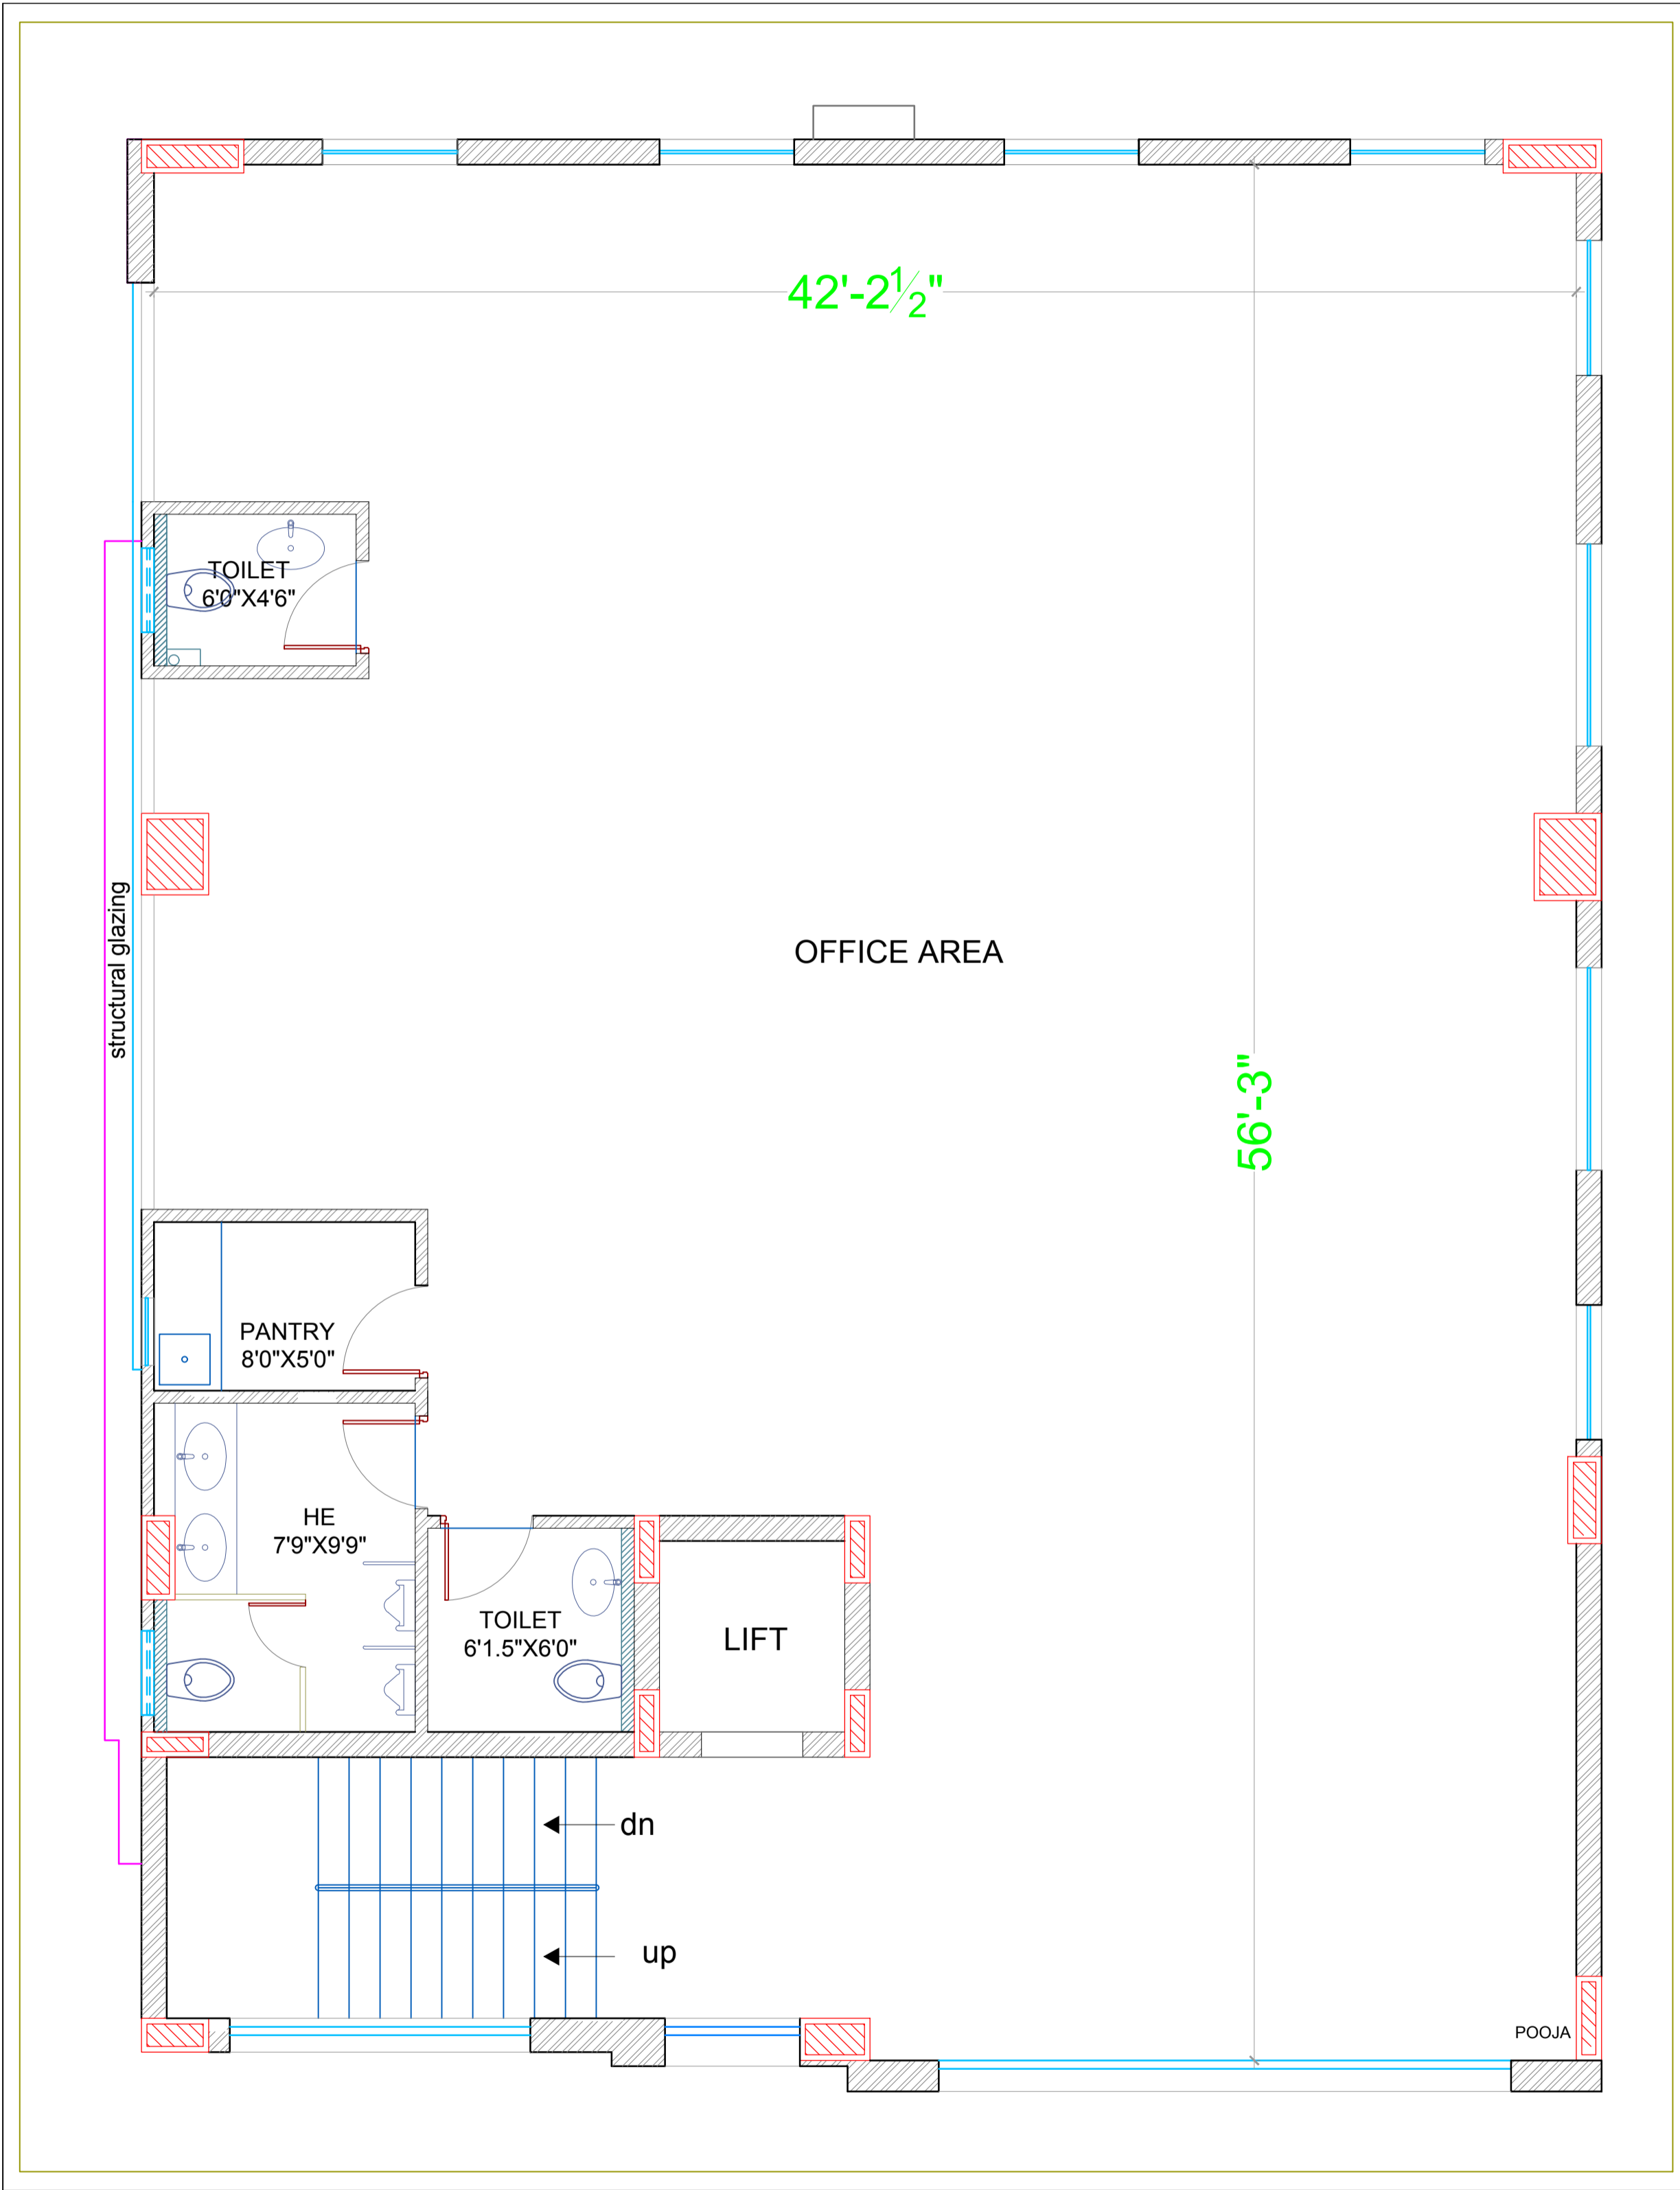 42'-2½"
TOILET
6'0"X4'6"
structural glazing
OFFICE AREA
56'-3"
PANTRY
8'0"X5'0"
HE
7'9"X9'9"
TOILET
6'1.5"X6'0"
LIFT
dn
up
POOJA